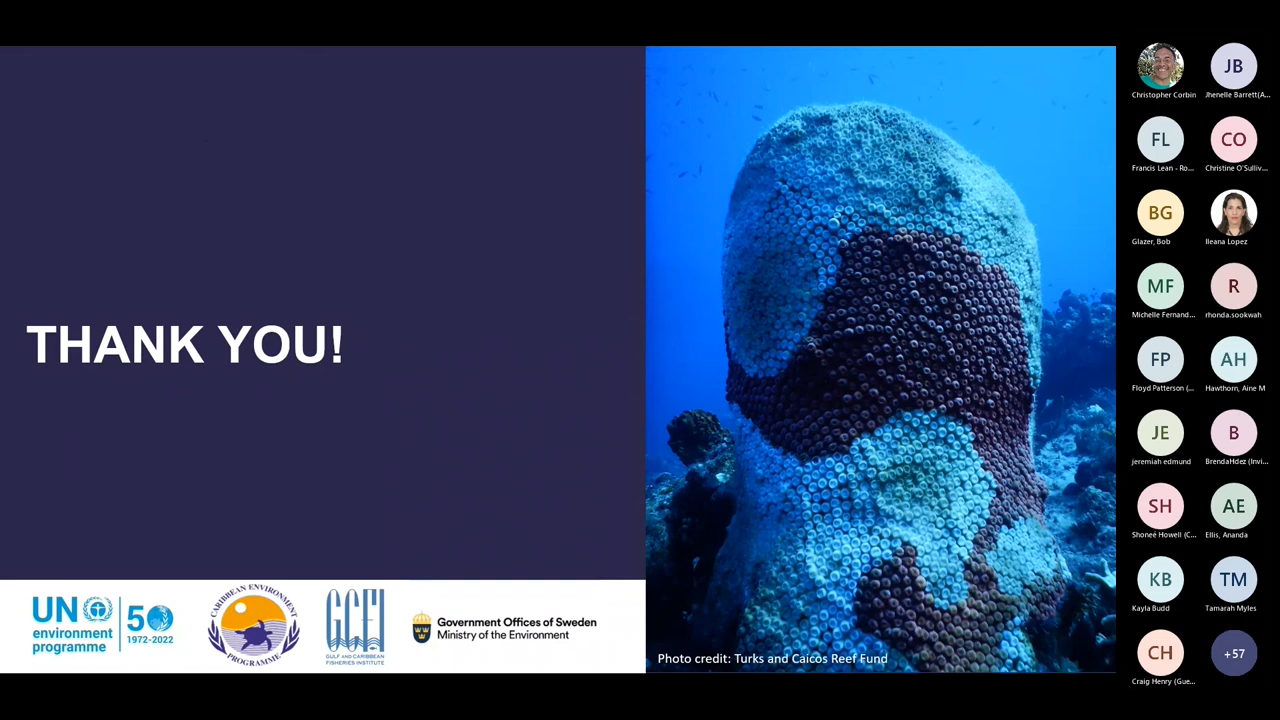 THANK YOU!
UN
environment
programme
50
1972-2022
CARIBBEAN ENVIRONMENT
PROGRAMME
GCFI
GULF AND CARIBBEAN
FISHERIES INSTITUTE
Government Offices of Sweden
Ministry of the Environment
Photo credit: Turks and Caicos Reef Fund
Christopher Corbin
JB
Jhenelle Barrett(A...
FL
Francis Lean - Ro...
CO
Christine O'Sulliv...
BG
Glazer, Bob
Ileana Lopez
MF
Michelle Fernand...
R
rhonda.sookwah
FP
Floyd Patterson (...
AH
Hawthorn, Aine M
JE
jeremiah edmund
B
BrendaHdez (Invi...
SH
Shoneé Howell (C...
AE
Ellis, Ananda
KB
Kayla Budd
TM
Tamarah Myles
CH
Craig Henry (Gue...
+57